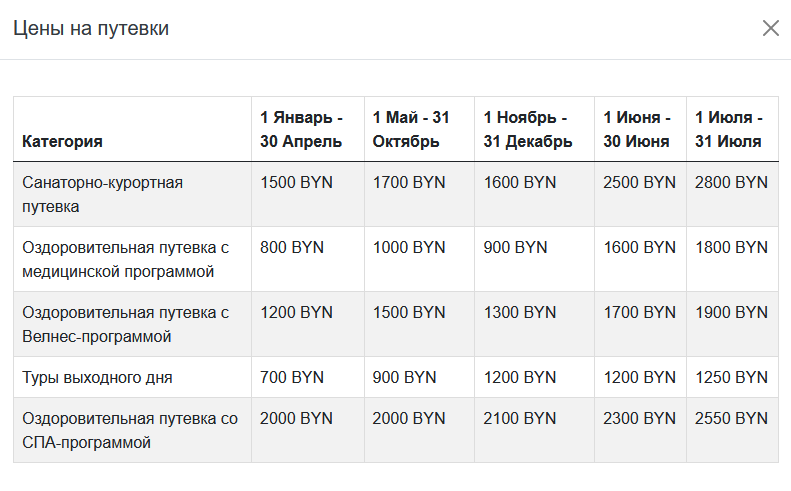 Цены на путевки
Категория
1 Январь -
30 Апрель
1 Май - 31
Октябрь
1 Ноябрь -
31 Декабрь
1 Июня -
30 Июня
1 Июля -
31 Июля
Санаторно-курортная
путевка
1500 BYN
1700 BYN
1600 BYN
2500 BYN
2800 BYN
Оздоровительная путевка с
медицинской программой
800 BYN
1000 BYN
900 BYN
1600 BYN
1800 BYN
Оздоровительная путевка с
Велнес-программой
1200 BYN
1500 BYN
1300 BYN
1700 BYN
1900 BYN
Туры выходного дня
700 BYN
900 BYN
1200 BYN
1200 BYN
1250 BYN
Оздоровительная путевка со
СПА-программой
2000 BYN
2000 BYN
2100 BYN
2300 BYN
2550 BYN